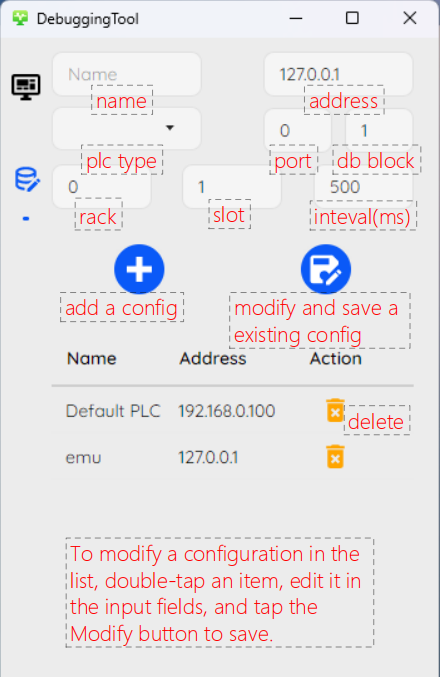 DebuggingTool
Name
127.0.0.1
name
address
0
1
plc type
port
db block
0
1
500
rack
slot
inteval(ms)
add a config
modify and save a
existing config
Name Address Action
Default PLC 192.168.0.100
delete
emu 127.0.0.1
To modify a configuration in the
list, double-tap an item, edit it in
the input fields, and tap the
Modify button to save.